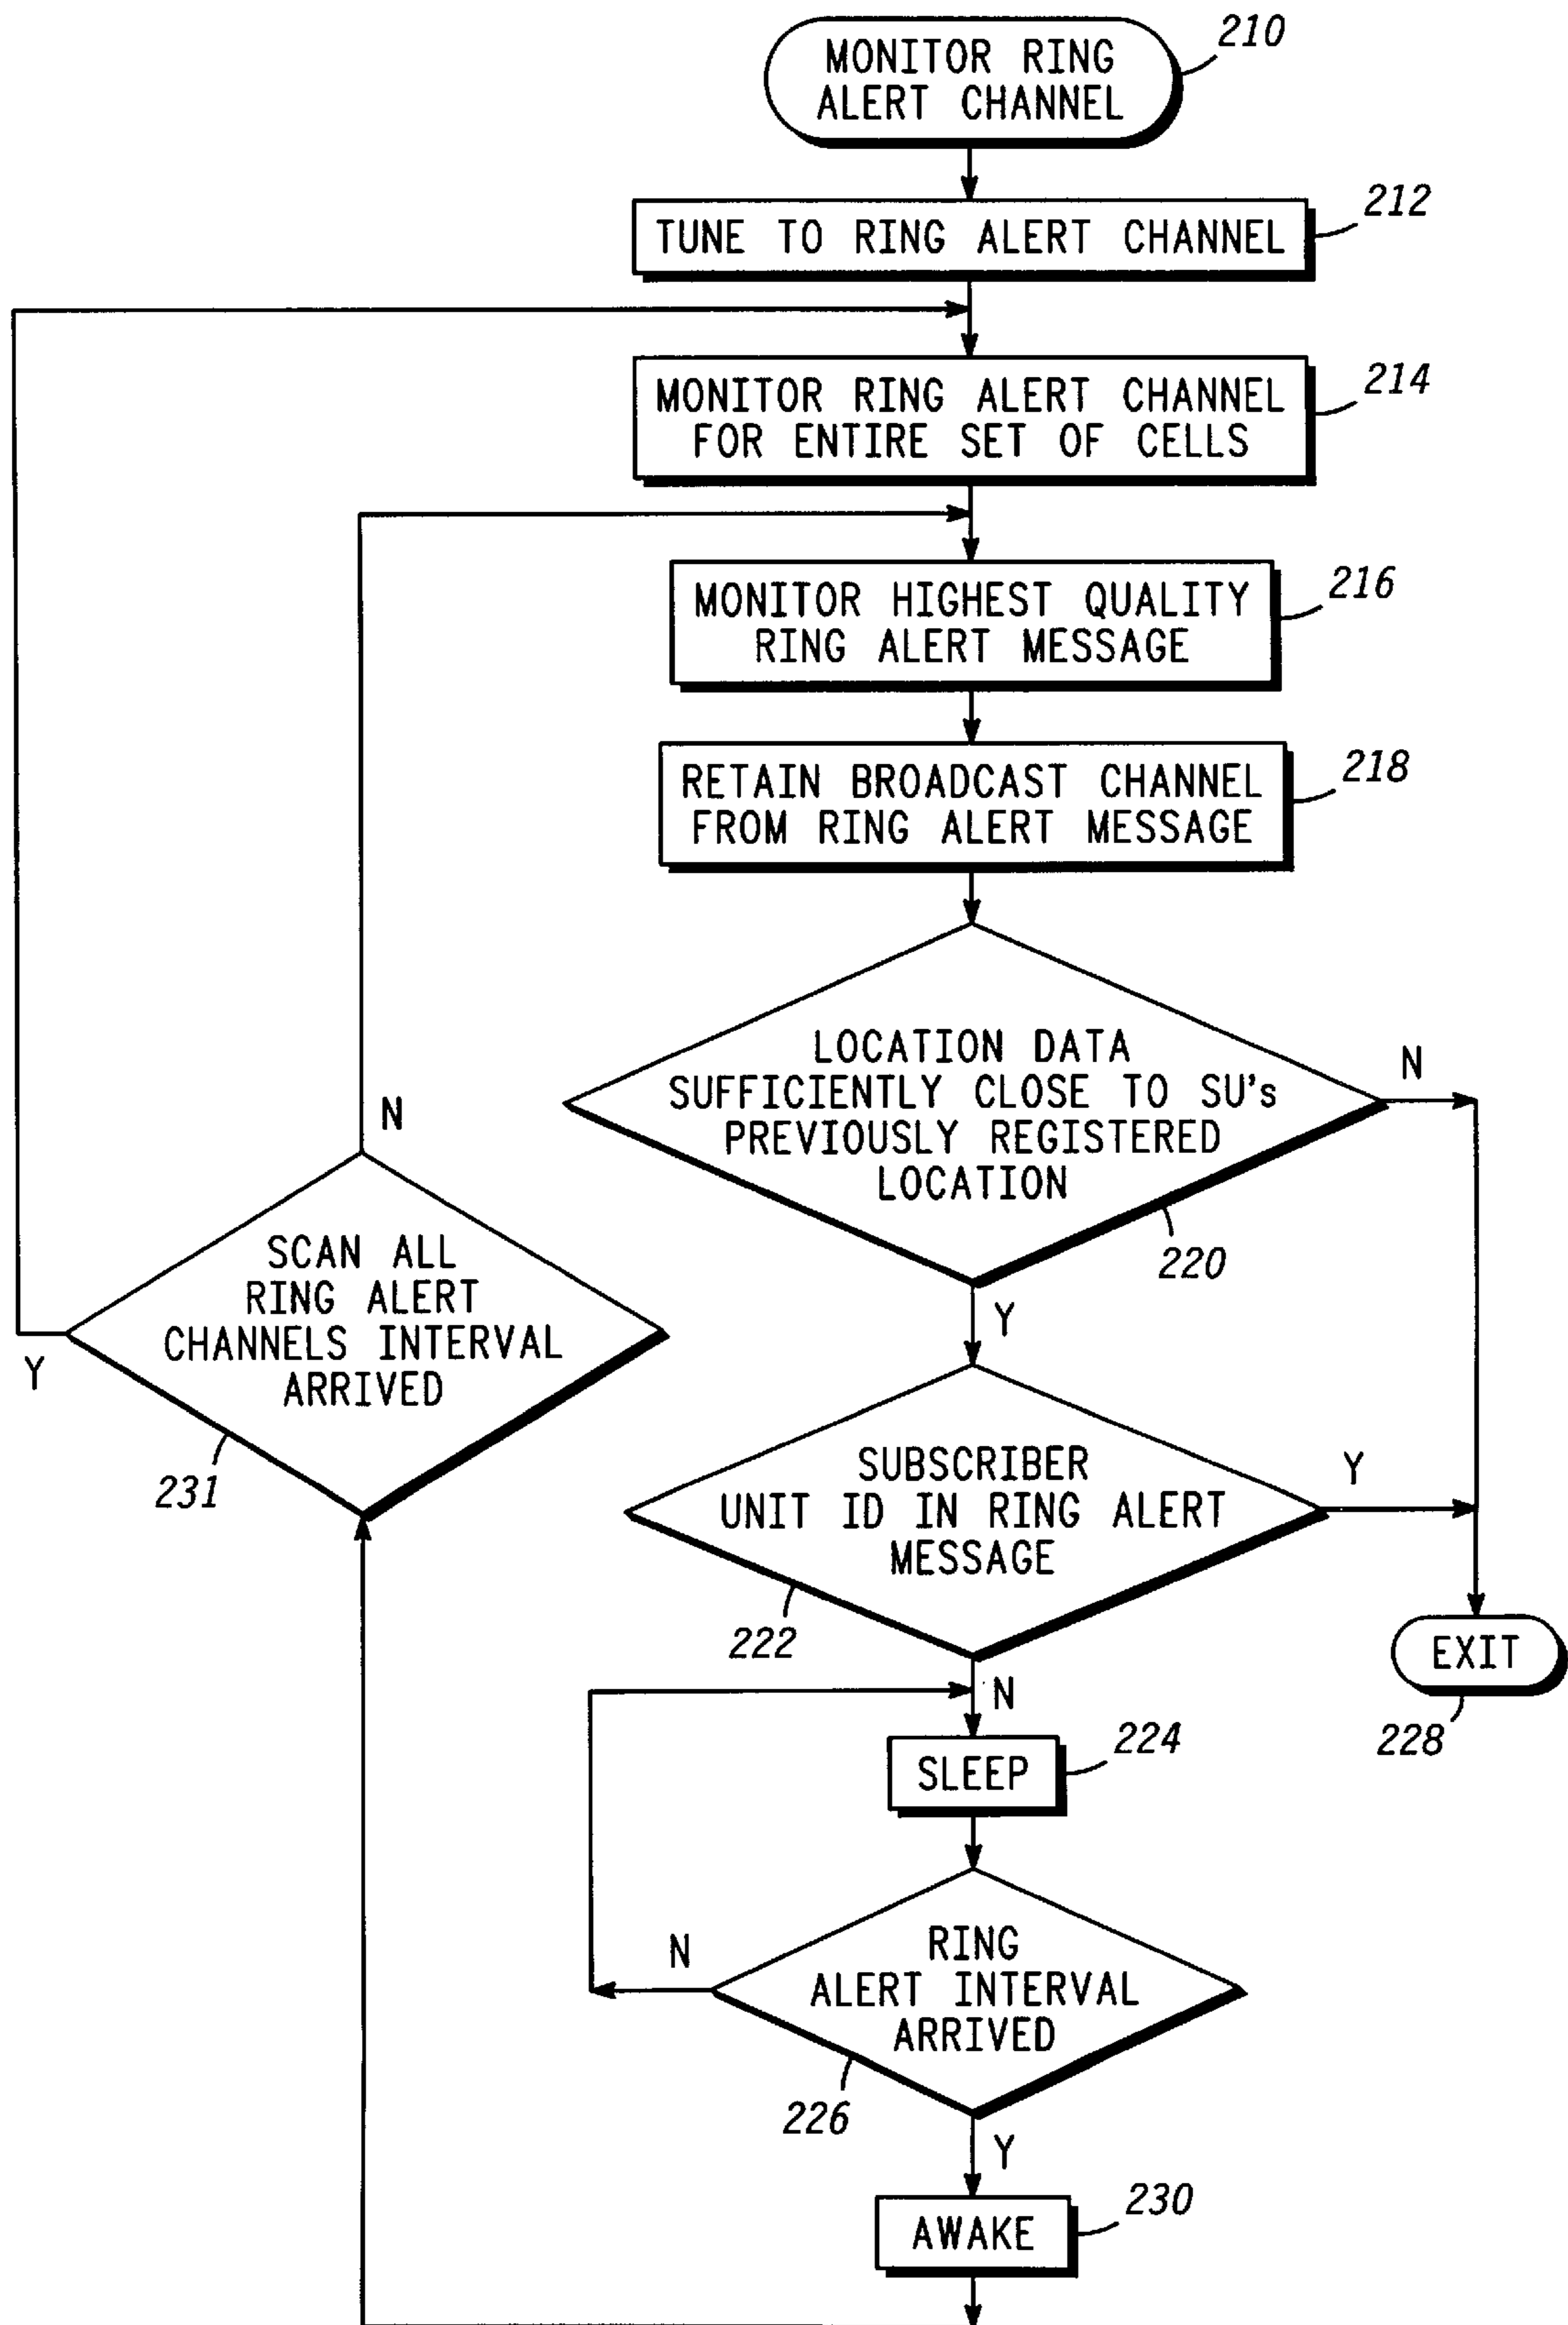 MONITOR RING
ALERT CHANNEL
210
TUNE TO RING ALERT CHANNEL
212
MONITOR RING ALERT CHANNEL
FOR ENTIRE SET OF CELLS
214
MONITOR HIGHEST QUALITY
RING ALERT MESSAGE
216
RETAIN BROADCAST CHANNEL
FROM RING ALERT MESSAGE
218
LOCATION DATA
SUFFICIENTLY CLOSE TO SU's
PREVIOUSLY REGISTERED
LOCATION
N
220
Y
N
SCAN ALL
RING ALERT
CHANNELS INTERVAL
ARRIVED
Y
231
SUBSCRIBER
UNIT ID IN RING ALERT
MESSAGE
Y
222
N
EXIT
228
SLEEP
224
RING
ALERT INTERVAL
ARRIVED
N
226
Y
AWAKE
230